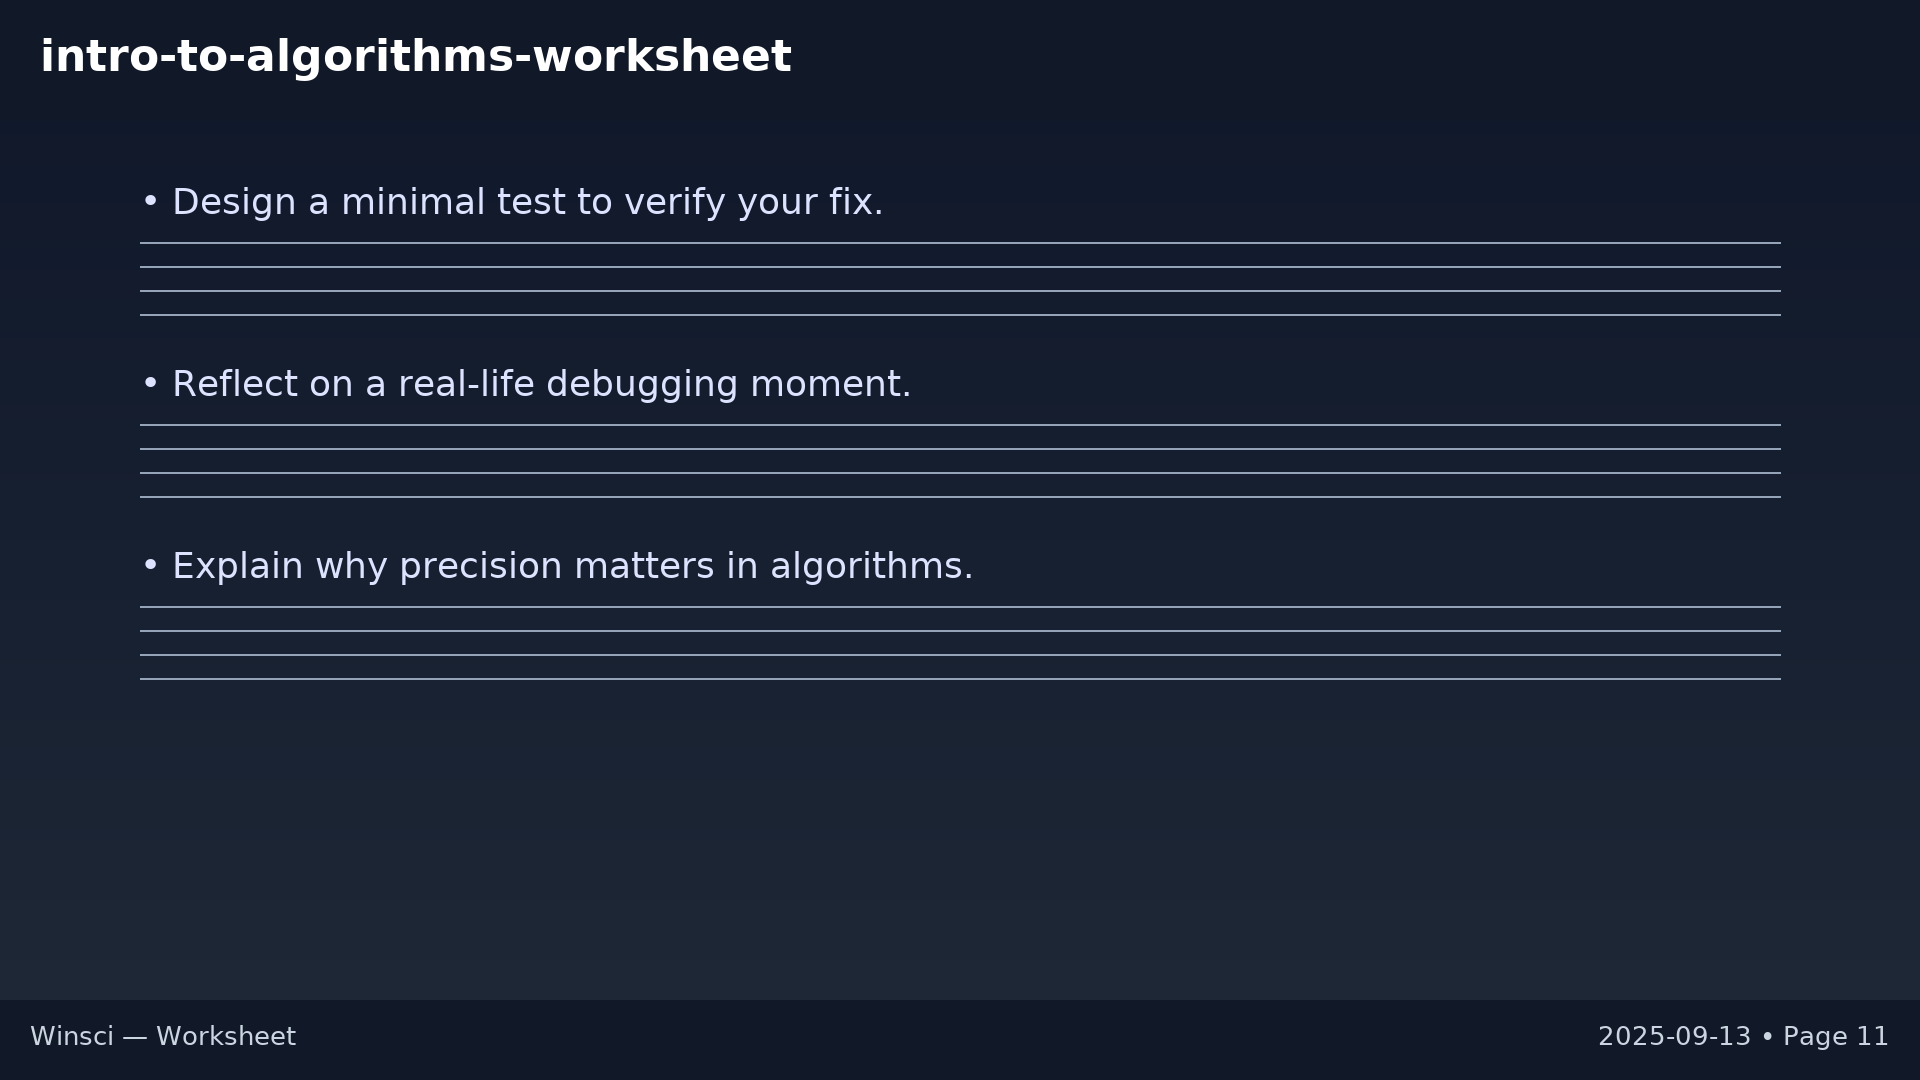 intro-to-algorithms-worksheet
• Design a minimal test to verify your fix.
• Reflect on a real-life debugging moment.
• Explain why precision matters in algorithms.
Winsci — Worksheet
2025-09-13 • Page 11